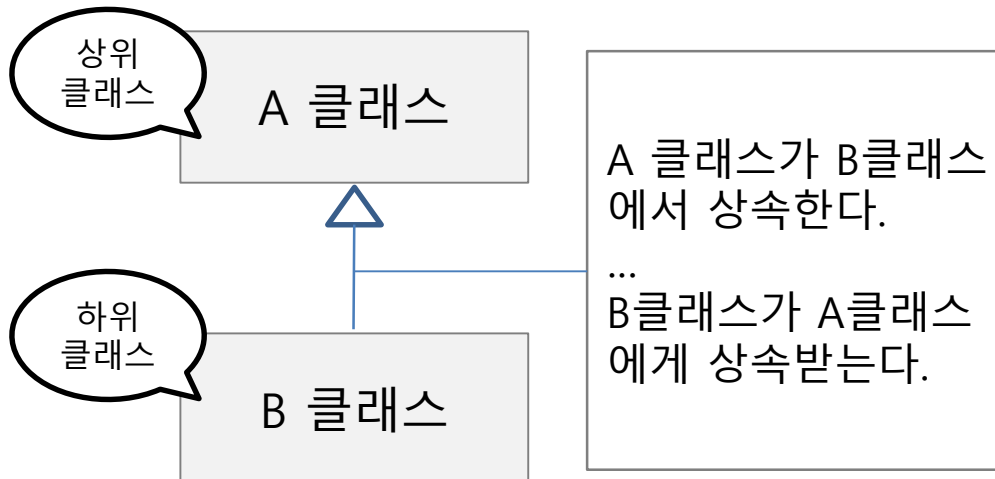 상위
클래스
A 클래스
A 클래스가 B클래스
에서 상속한다.
...
B클래스가 A클래스
에게 상속받는다.
하위
클래스
B 클래스